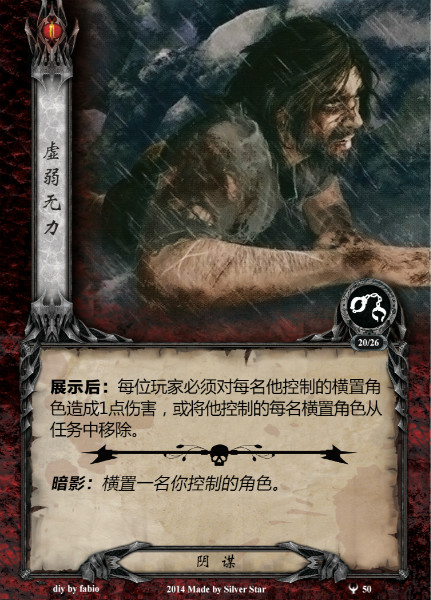 虚弱无力
20/26
展示后：每位玩家必须对每名他控制的横置角
色造成1点伤害，或将他控制的每名横置角色从
任务中移除。
暗影：横置一名你控制的角色。
阴谋
diy by fabio
2014 Made by Silver Star
50